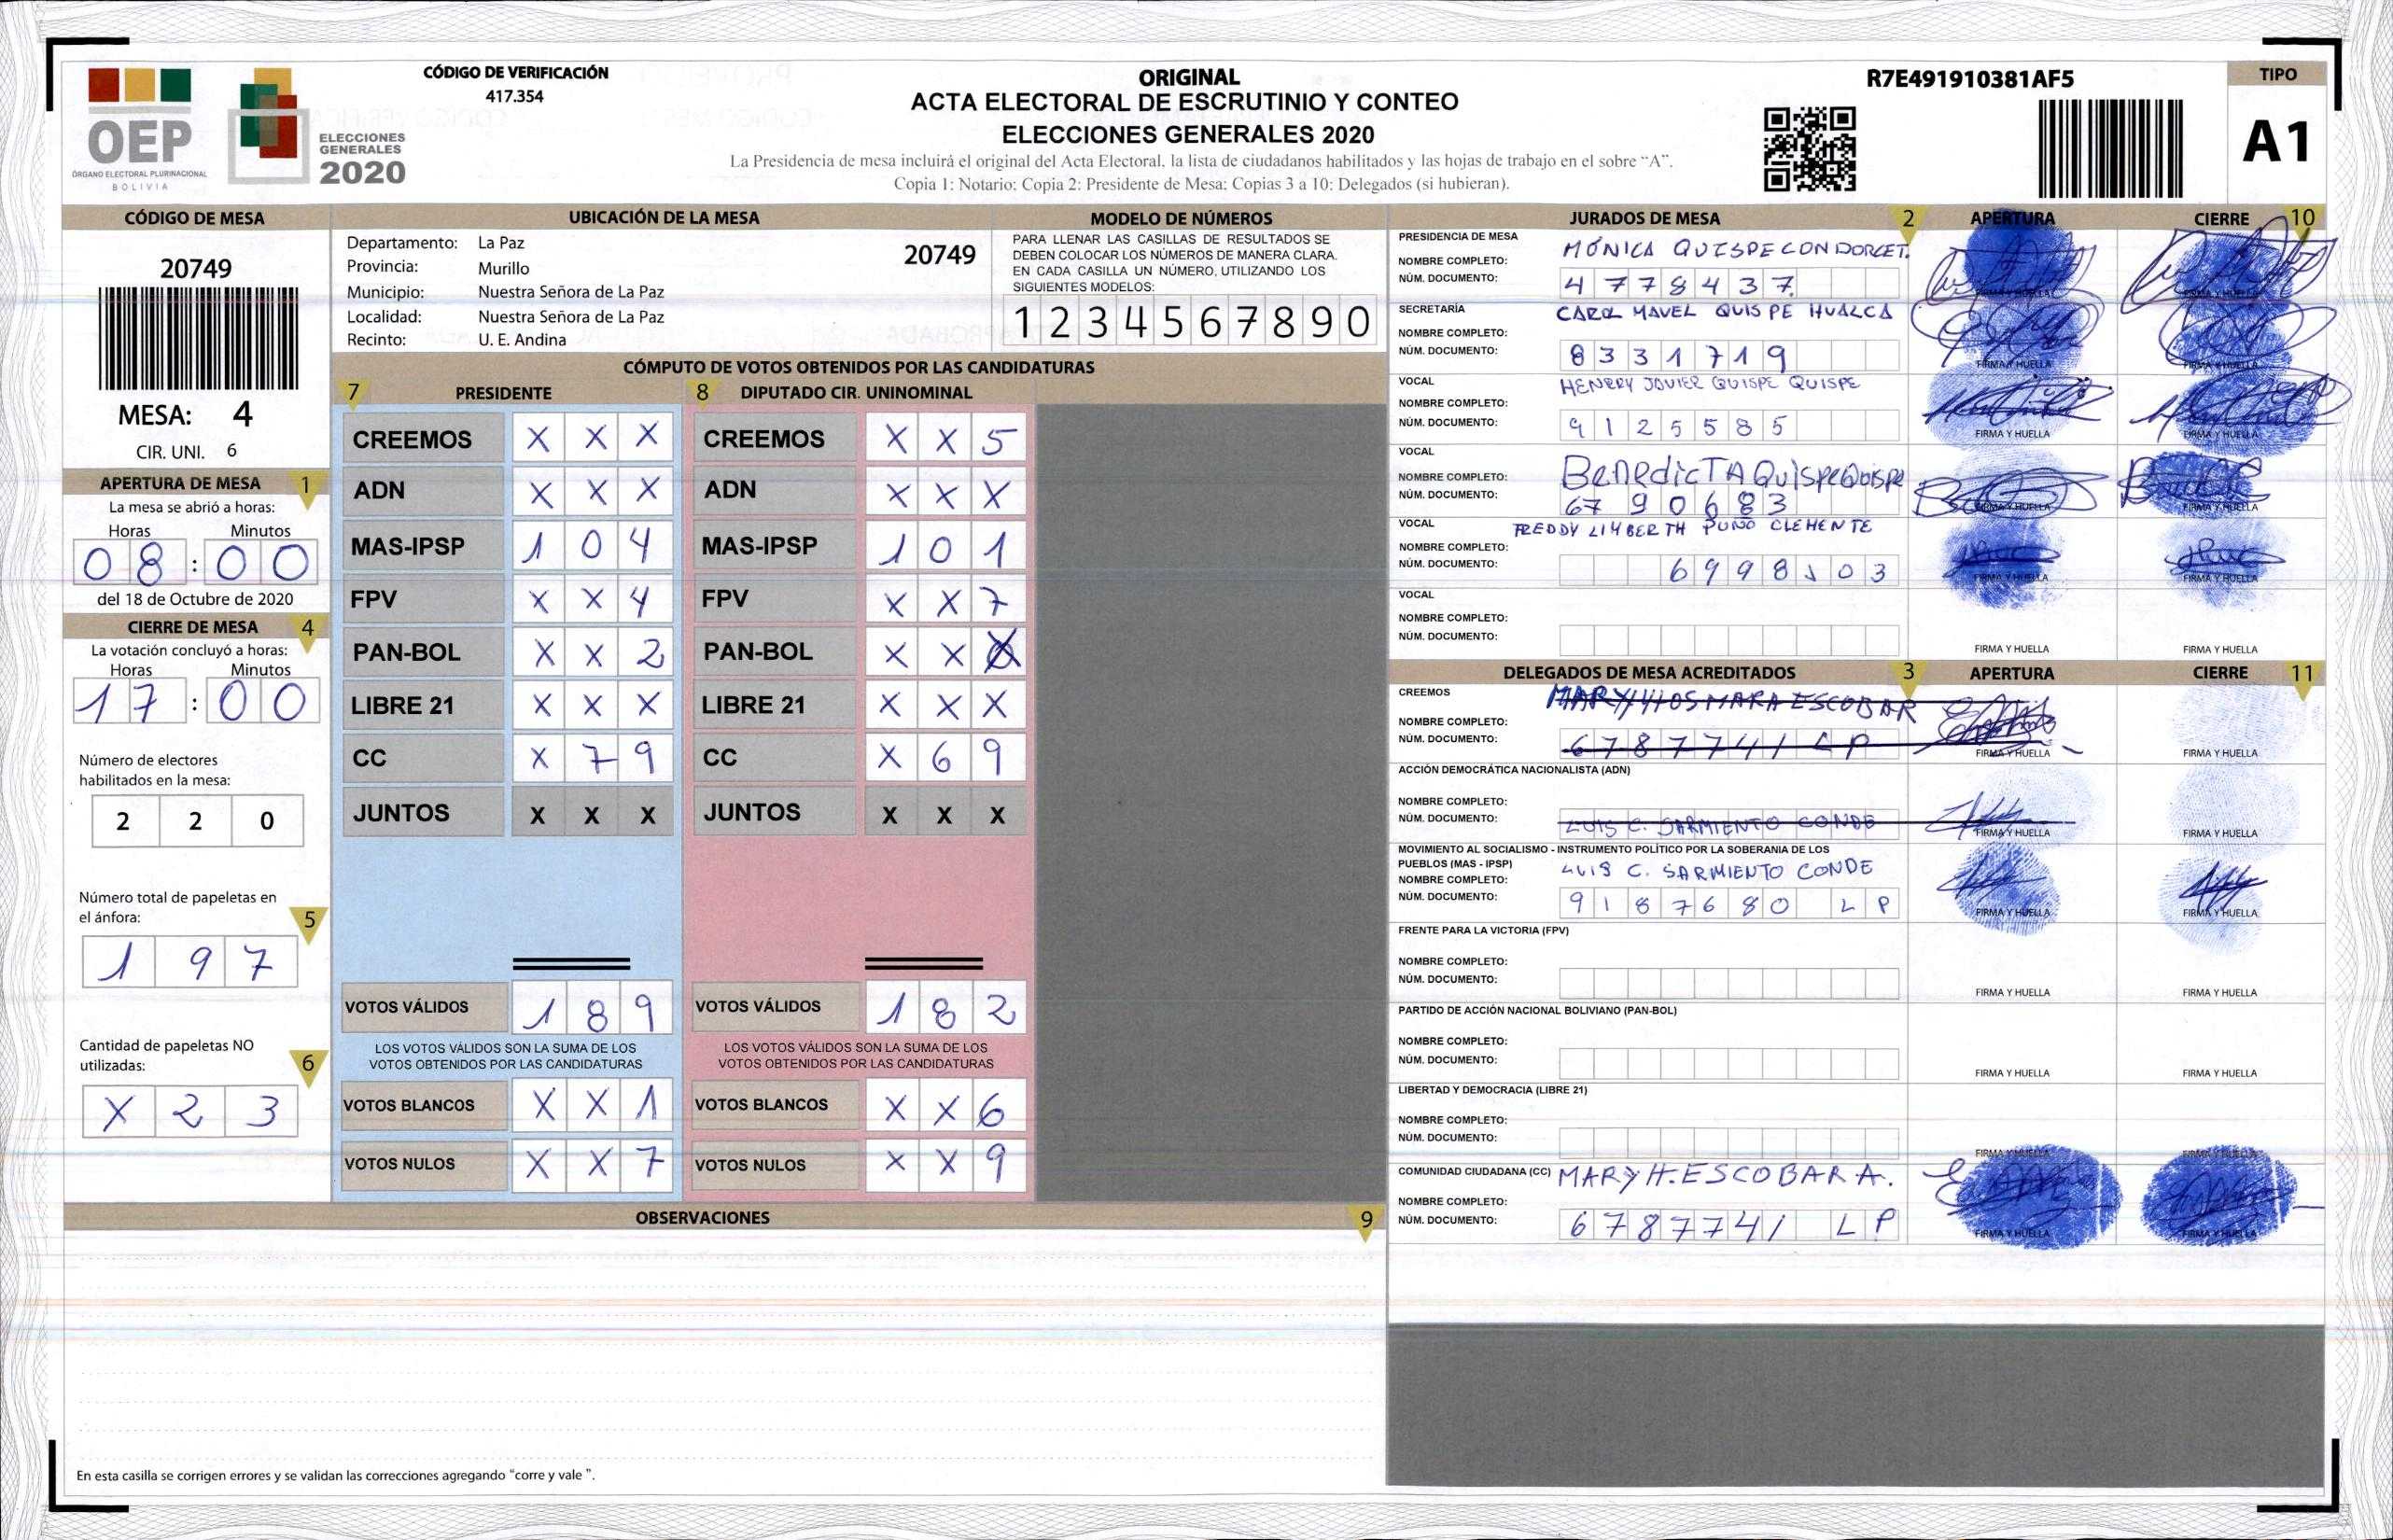 OEP
ÓRGANO ELECTORAL PLURINACIONAL
BOLIVIA
ELECCIONES
GENERALES
2020
CÓDIGO DE VERIFICACIÓN
417.354
ORIGINAL
ACTA ELECTORAL DE ESCRUTINIO Y CONTEO
ELECCIONES GENERALES 2020
La Presidencia de mesa incluirá el original del Acta Electoral, la lista de ciudadanos habilitados y las hojas de trabajo en el sobre “A”.
Copia 1: Notario; Copia 2: Presidente de Mesa; Copias 3 a 10: Delegados (si hubieran).
R7E491910381AF5
TIPO
A1
CÓDIGO DE MESA
20749
MESA: 4
CIR. UNI. 6
APERTURA DE MESA 1
La mesa se abrió a horas:
Horas Minutos
08:00
del 18 de Octubre de 2020
CIERRE DE MESA 4
La votación concluyó a horas:
Horas Minutos
17:00
Número de electores
habilitados en la mesa:
2 2 0
Número total de papeletas en
el ánfora: 5
1 9 7
Cantidad de papeletas NO
utilizadas: 6
X 2 3
UBICACIÓN DE LA MESA
Departamento: La Paz 20749
Provincia: Murillo
Municipio: Nuestra Señora de La Paz
Localidad: Nuestra Señora de La Paz
Recinto: U. E. Andina
MODELO DE NÚMEROS
PARA LLENAR LAS CASILLAS DE RESULTADOS SE
DEBEN COLOCAR LOS NÚMEROS DE MANERA CLARA.
EN CADA CASILLA UN NÚMERO, UTILIZANDO LOS
SIGUIENTES MODELOS:
1 2 3 4 5 6 7 8 9 0
CÓMPUTO DE VOTOS OBTENIDOS POR LAS CANDIDATURAS
7 PRESIDENTE
CREEMOS X X X
ADN X X X
MAS-IPSP 1 0 4
FPV X X 4
PAN-BOL X X 2
LIBRE 21 X X X
CC X 7 9
JUNTOS X X X
VOTOS VÁLIDOS 1 8 9
LOS VOTOS VÁLIDOS SON LA SUMA DE LOS
VOTOS OBTENIDOS POR LAS CANDIDATURAS
VOTOS BLANCOS X X 1
VOTOS NULOS X X 7
8 DIPUTADO CIR. UNINOMINAL
CREEMOS X X 5
ADN X X X
MAS-IPSP 1 0 1
FPV X X 7
PAN-BOL X X
LIBRE 21 X X X
CC X 6 9
JUNTOS X X X
VOTOS VÁLIDOS 1 8 2
LOS VOTOS VÁLIDOS SON LA SUMA DE LOS
VOTOS OBTENIDOS POR LAS CANDIDATURAS
VOTOS BLANCOS X X 6
VOTOS NULOS X X 9
OBSERVACIONES 9
En esta casilla se corrigen errores y se validan las correcciones agregando “corre y vale ”.
JURADOS DE MESA 2 APERTURA CIERRE 10
PRESIDENCIA DE MESA
NOMBRE COMPLETO: MÓNICA QUISPE CONDORCET.
NÚM. DOCUMENTO: 4778437
FIRMA Y HUELLA FIRMA Y HUELLA
SECRETARÍA
NOMBRE COMPLETO: CAROL MAVEL QUISPE HUALCA
NÚM. DOCUMENTO: 8331719
FIRMA Y HUELLA FIRMA Y HUELLA
VOCAL
NOMBRE COMPLETO: HENRRY JAVIER QUISPE QUISPE
NÚM. DOCUMENTO: 9125585
FIRMA Y HUELLA FIRMA Y HUELLA
VOCAL
NOMBRE COMPLETO: BenedicTA Quispe Quispe
NÚM. DOCUMENTO: 6790683
FIRMA Y HUELLA FIRMA Y HUELLA
VOCAL
NOMBRE COMPLETO: FREDDY LIMBERTH PUNO CLEMENTE
NÚM. DOCUMENTO: 6998103
FIRMA Y HUELLA FIRMA Y HUELLA
VOCAL
NOMBRE COMPLETO:
NÚM. DOCUMENTO:
FIRMA Y HUELLA FIRMA Y HUELLA
DELEGADOS DE MESA ACREDITADOS 3 APERTURA CIERRE 11
CREEMOS
NOMBRE COMPLETO: MARY ESCOBAR
NÚM. DOCUMENTO: 6787741 LP
FIRMA Y HUELLA FIRMA Y HUELLA
ACCIÓN DEMOCRÁTICA NACIONALISTA (ADN)
NOMBRE COMPLETO:
NÚM. DOCUMENTO: LUIS C. SARMIENTO CONDE
FIRMA Y HUELLA FIRMA Y HUELLA
MOVIMIENTO AL SOCIALISMO - INSTRUMENTO POLÍTICO POR LA SOBERANIA DE LOS
PUEBLOS (MAS - IPSP)
NOMBRE COMPLETO: LUIS C. SARMIENTO CONDE
NÚM. DOCUMENTO: 9187680 LP
FIRMA Y HUELLA FIRMA Y HUELLA
FRENTE PARA LA VICTORIA (FPV)
NOMBRE COMPLETO:
NÚM. DOCUMENTO:
FIRMA Y HUELLA FIRMA Y HUELLA
PARTIDO DE ACCIÓN NACIONAL BOLIVIANO (PAN-BOL)
NOMBRE COMPLETO:
NÚM. DOCUMENTO:
FIRMA Y HUELLA FIRMA Y HUELLA
LIBERTAD Y DEMOCRACIA (LIBRE 21)
NOMBRE COMPLETO:
NÚM. DOCUMENTO:
FIRMA Y HUELLA FIRMA Y HUELLA
COMUNIDAD CIUDADANA (CC)
NOMBRE COMPLETO: MARY H. ESCOBAR A.
NÚM. DOCUMENTO: 6787741 LP
FIRMA Y HUELLA FIRMA Y HUELLA